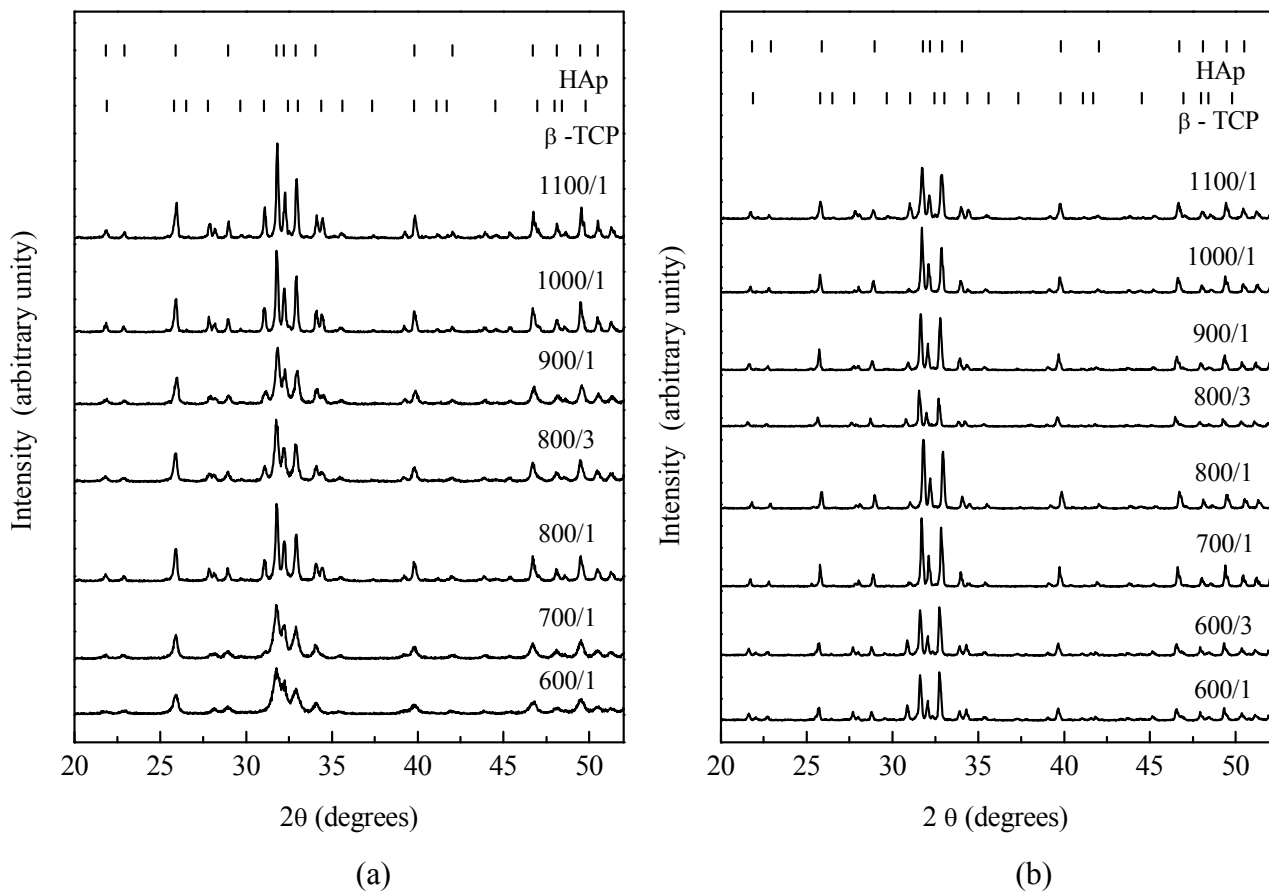 HAp
β -TCP
1100/1
1000/1
900/1
800/3
800/1
700/1
600/1
Intensity (arbitrary unity)
20 25 30 35 40 45 50
2θ (degrees)
(a)
HAp
β - TCP
1100/1
1000/1
900/1
800/3
800/1
700/1
600/3
600/1
Intensity (arbitrary unity)
20 25 30 35 40 45 50
2 θ (degrees)
(b)